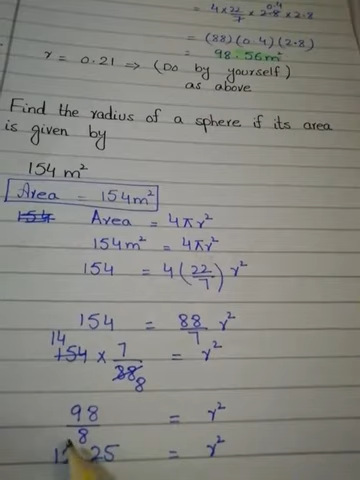 = 4 × 22/7 × 2.8 0.4 × 2.8
= (88)(0.4)(2.8)
= 98.56m²
r = 0.21 ⇒ (Do by yourself)
as above
Find the radius of a sphere if its area
is given by
154 m²
Area = 154m²
154 Area = 4πr²
154m² = 4πr²
154 = 4(22/7) r²
154 = 88/7 r²
14
154 × 7/88 8 = r²
98/8 = r²